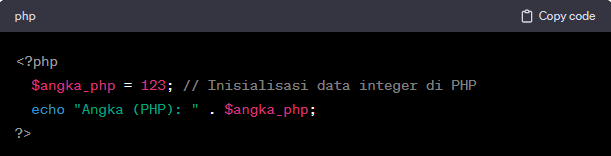 php Copy code
<?php
  $angka_php = 123; // Inisialisasi data integer di PHP
  echo "Angka (PHP): " . $angka_php;
?>